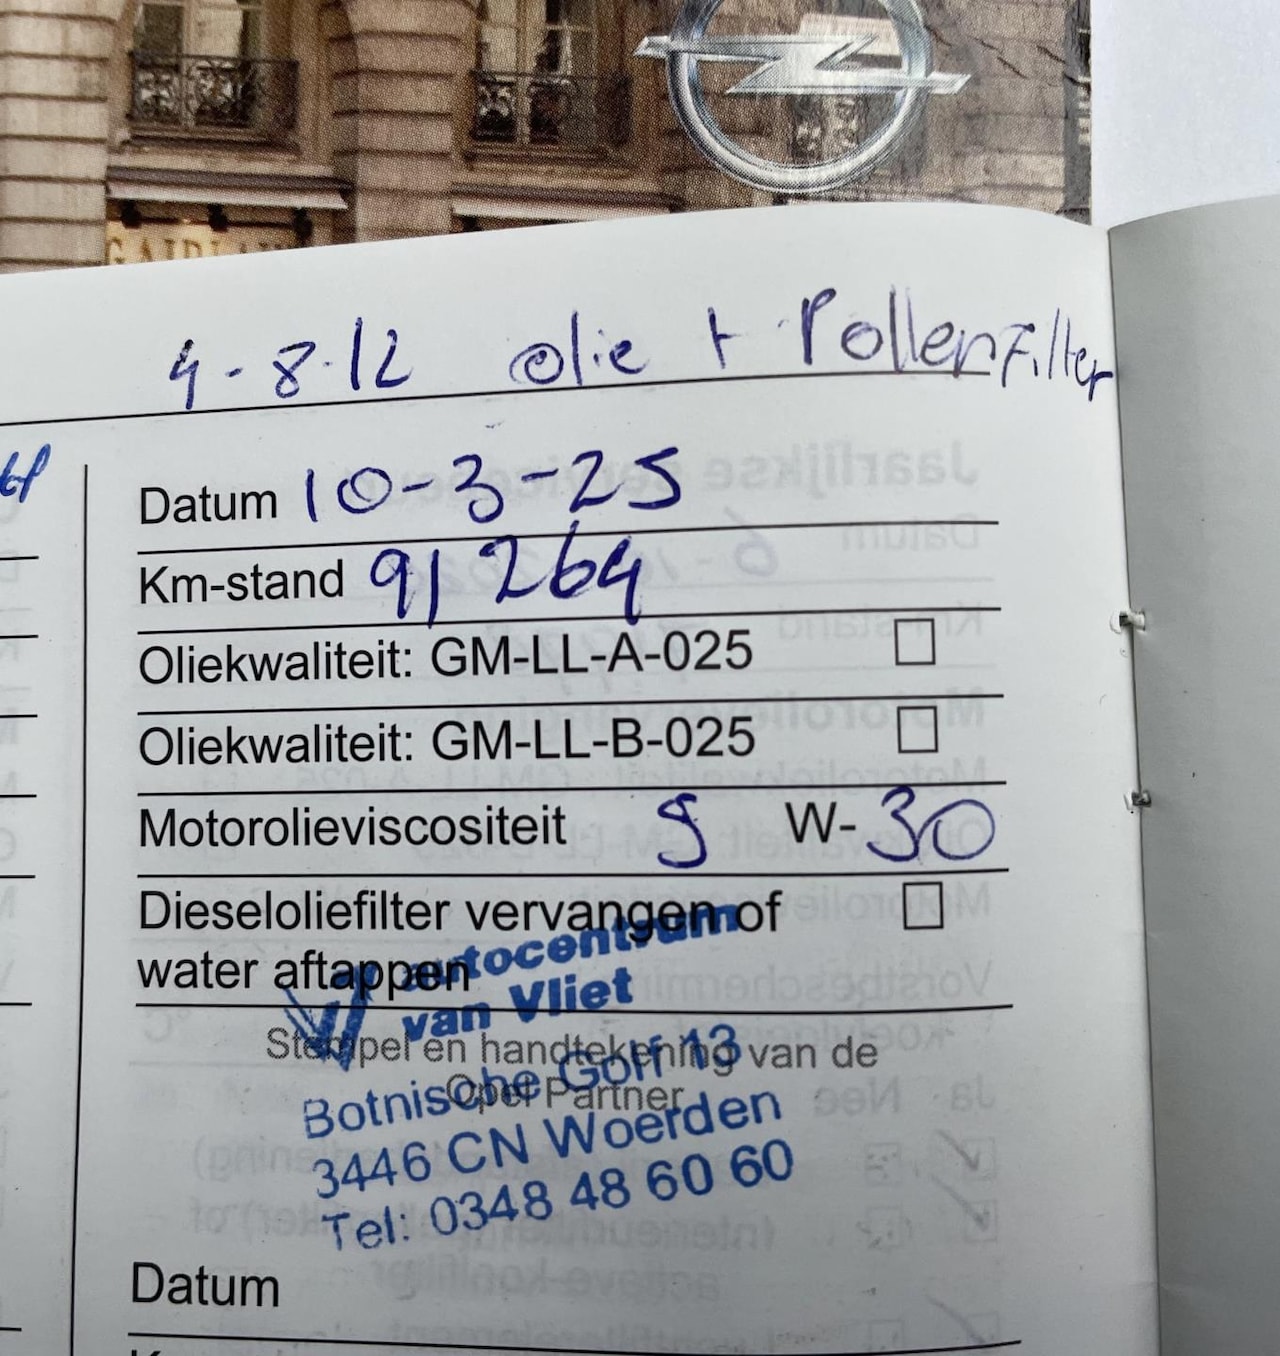 4-8-12 olie + Pollenfilter
Datum 10-3-25
Km-stand 91264
Oliekwaliteit: GM-LL-A-025
Oliekwaliteit: GM-LL-B-025
Motorolieviscositeit 5 W-30
Dieseloliefilter vervangen of
water aftappen
autocentrum
van Vliet
Stempel en handtekening van de
Opel Partner
Botnische Golf 13
3446 CN Woerden
Tel: 0348 48 60 60
Datum